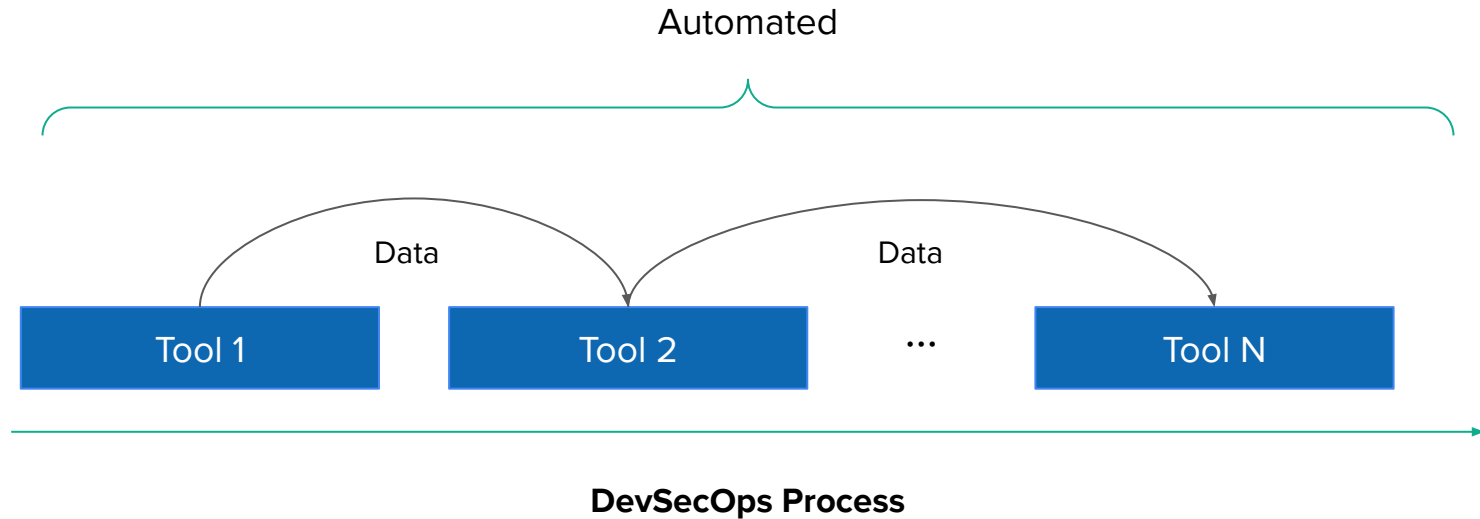 Automated
Data
Data
Tool 1
Tool 2
...
Tool N
DevSecOps Process